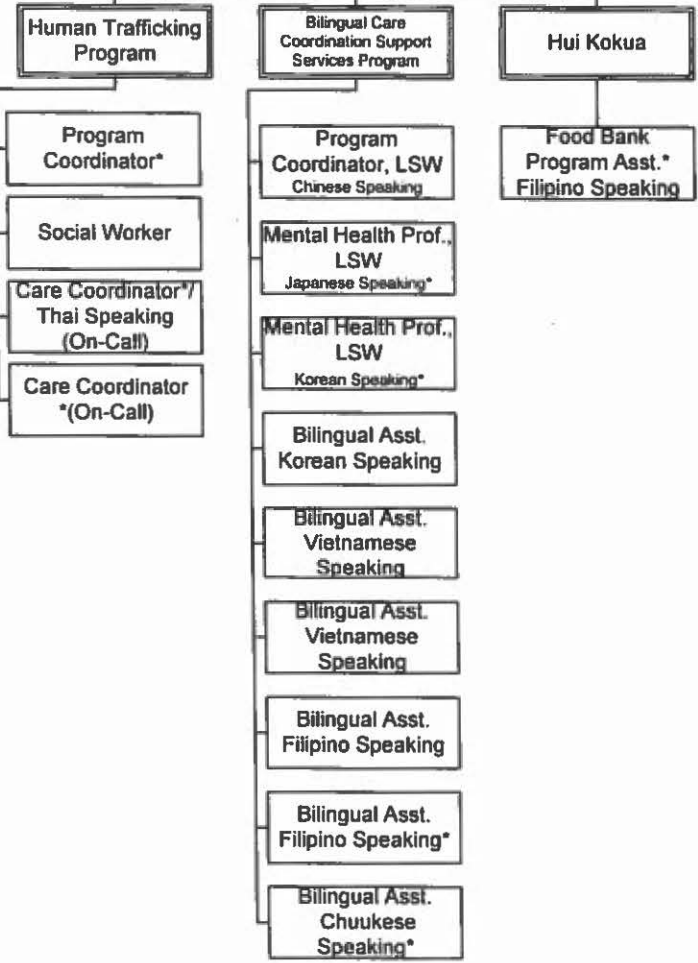 Human Trafficking
Program
Program
Coordinator*
Social Worker
Care Coordinator*/
Thai Speaking
(On-Call)
Care Coordinator
*(On-Call)
Bilingual Care
Coordination Support
Services Program
Program
Coordinator, LSW
Chinese Speaking
Mental Health Prof.,
LSW
Japanese Speaking*
Mental Health Prof.,
LSW
Korean Speaking*
Bilingual Asst.
Korean Speaking
Bilingual Asst.
Vietnamese
Speaking
Bilingual Asst.
Vietnamese
Speaking
Bilingual Asst.
Filipino Speaking
Bilingual Asst.
Filipino Speaking*
Bilingual Asst.
Chuukese
Speaking*
Hui Kokua
Food Bank
Program Asst.*
Filipino Speaking